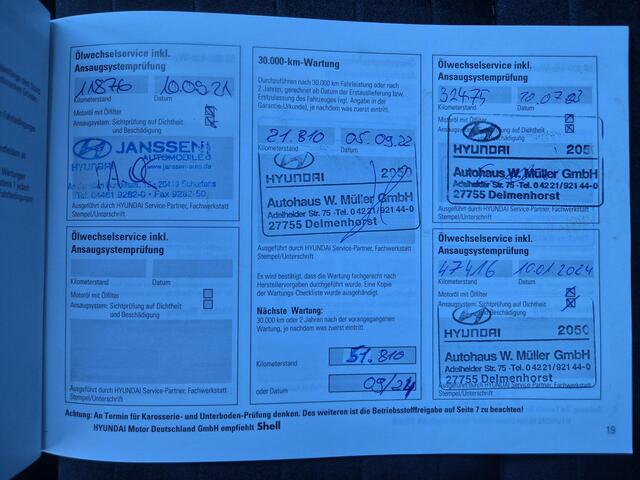 Ölwechselservice inkl.
Ansaugsystemprüfung
11876 10.09.21
Kilometerstand Datum
Motoröl mit Ölfilter
Ansaugsystem: Sichtprüfung auf Dichtheit
und Beschädigung
JANSSEN
AUTOMOBILE
HYUNDAI www.janssen-auto.de
Tel. 04461 9262-0 • Fax 9262-50
Ausgeführt durch HYUNDAI Service-Partner, Fachwerkstatt
Stempel/Unterschrift
Ölwechselservice inkl.
Ansaugsystemprüfung
Kilometerstand Datum
Motoröl mit Ölfilter
Ansaugsystem: Sichtprüfung auf Dichtheit
und Beschädigung
Ausgeführt durch HYUNDAI Service-Partner, Fachwerkstatt
Stempel/Unterschrift
30.000-km-Wartung
Durchzuführen nach 30.000 km Fahrleistung oder nach
2 Jahren, gerechnet ab Datum der Erstauslieferung bzw.
Erstzulassung des Fahrzeuges (vgl. Angabe in der
Garantie-Urkunde), je nachdem was zuerst eintritt.
21.810 05.09.22
Kilometerstand Datum
HYUNDAI 2050
Autohaus W. Müller GmbH
Adelheider Str. 75 · Tel. 0 42 21/921 44-0
27755 Delmenhorst
Ausgeführt durch HYUNDAI Service-Partner, Fachwerkstatt
Stempel/Unterschrift
Es wird bestätigt, dass die Wartung fachgerecht nach
Herstellervorgaben durchgeführt wurde. Eine Kopie
der Wartungs-Checkliste wurde ausgehändigt.
Nächste Wartung:
30.000 km oder 2 Jahre nach der vorangegangenen
Wartung, je nachdem was zuerst eintritt.
Kilometerstand 51.810
oder Datum 09/24
Ölwechselservice inkl.
Ansaugsystemprüfung
32475
Kilometerstand Datum
Motoröl mit Ölfilter
Ansaugsystem: Sichtprüfung auf Dichtheit
und Beschädigung
HYUNDAI 2050
Autohaus W. Müller GmbH
Adelheider Str. 75 · Tel. 0 42 21/921 44-0
27755 Delmenhorst
Ausgeführt durch HYUNDAI Service-Partner, Fachwerkstatt
Stempel/Unterschrift
Ölwechselservice inkl.
Ansaugsystemprüfung
47416 10.01.2024
Kilometerstand Datum
Motoröl mit Ölfilter
Ansaugsystem: Sichtprüfung auf Dichtheit
und Beschädigung
HYUNDAI 2050
Autohaus W. Müller GmbH
Adelheider Str. 75 · Tel. 0 42 21/921 44-0
27755 Delmenhorst
Ausgeführt durch HYUNDAI Service-Partner, Fachwerkstatt
Stempel/Unterschrift
Achtung: An Termin für Karosserie- und Unterboden-Prüfung denken. Des weiteren ist die Betriebsstofffreigabe auf Seite 7 zu beachten!
HYUNDAI Motor Deutschland GmbH empfiehlt Shell
19